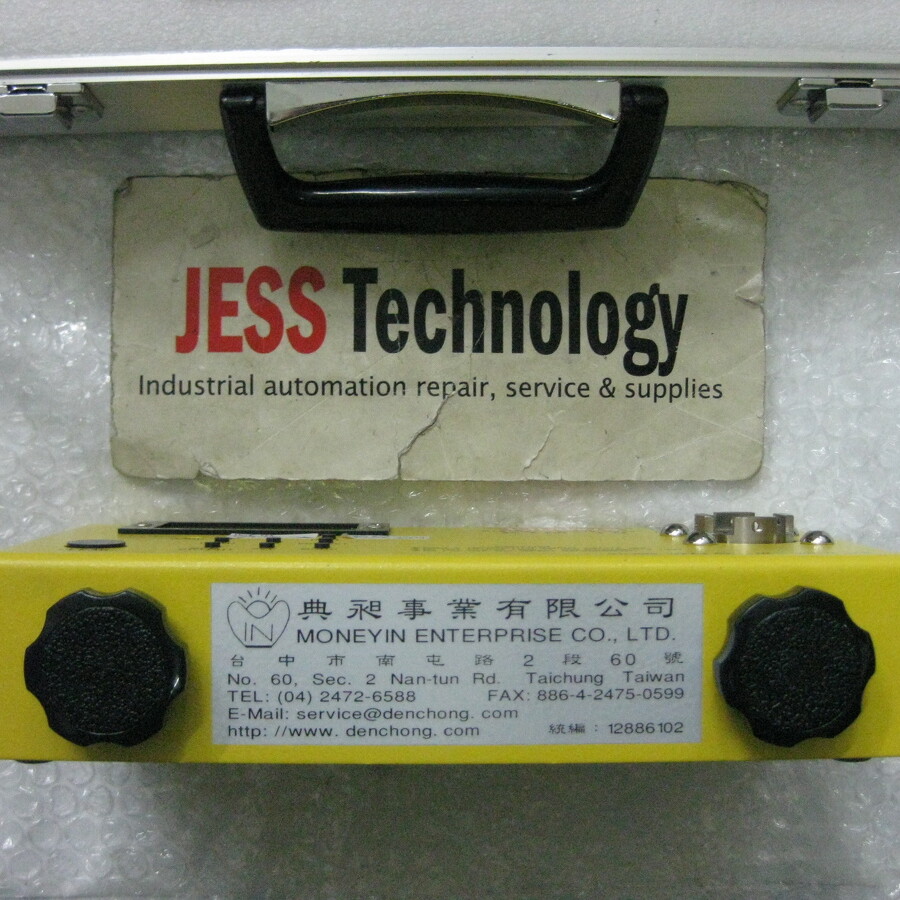 JESS Technology
Industrial automation repair, service & supplies
IN
典昶事業有限公司
MONEYIN ENTERPRISE CO., LTD.
台中市南屯路2段60號
No. 60, Sec. 2 Nan-tun Rd. Taichung Taiwan
TEL: (04) 2472-6588 FAX: 886-4-2475-0599
E-Mail: service@denchong. com
http: //www. denchong. com 統編：12886102